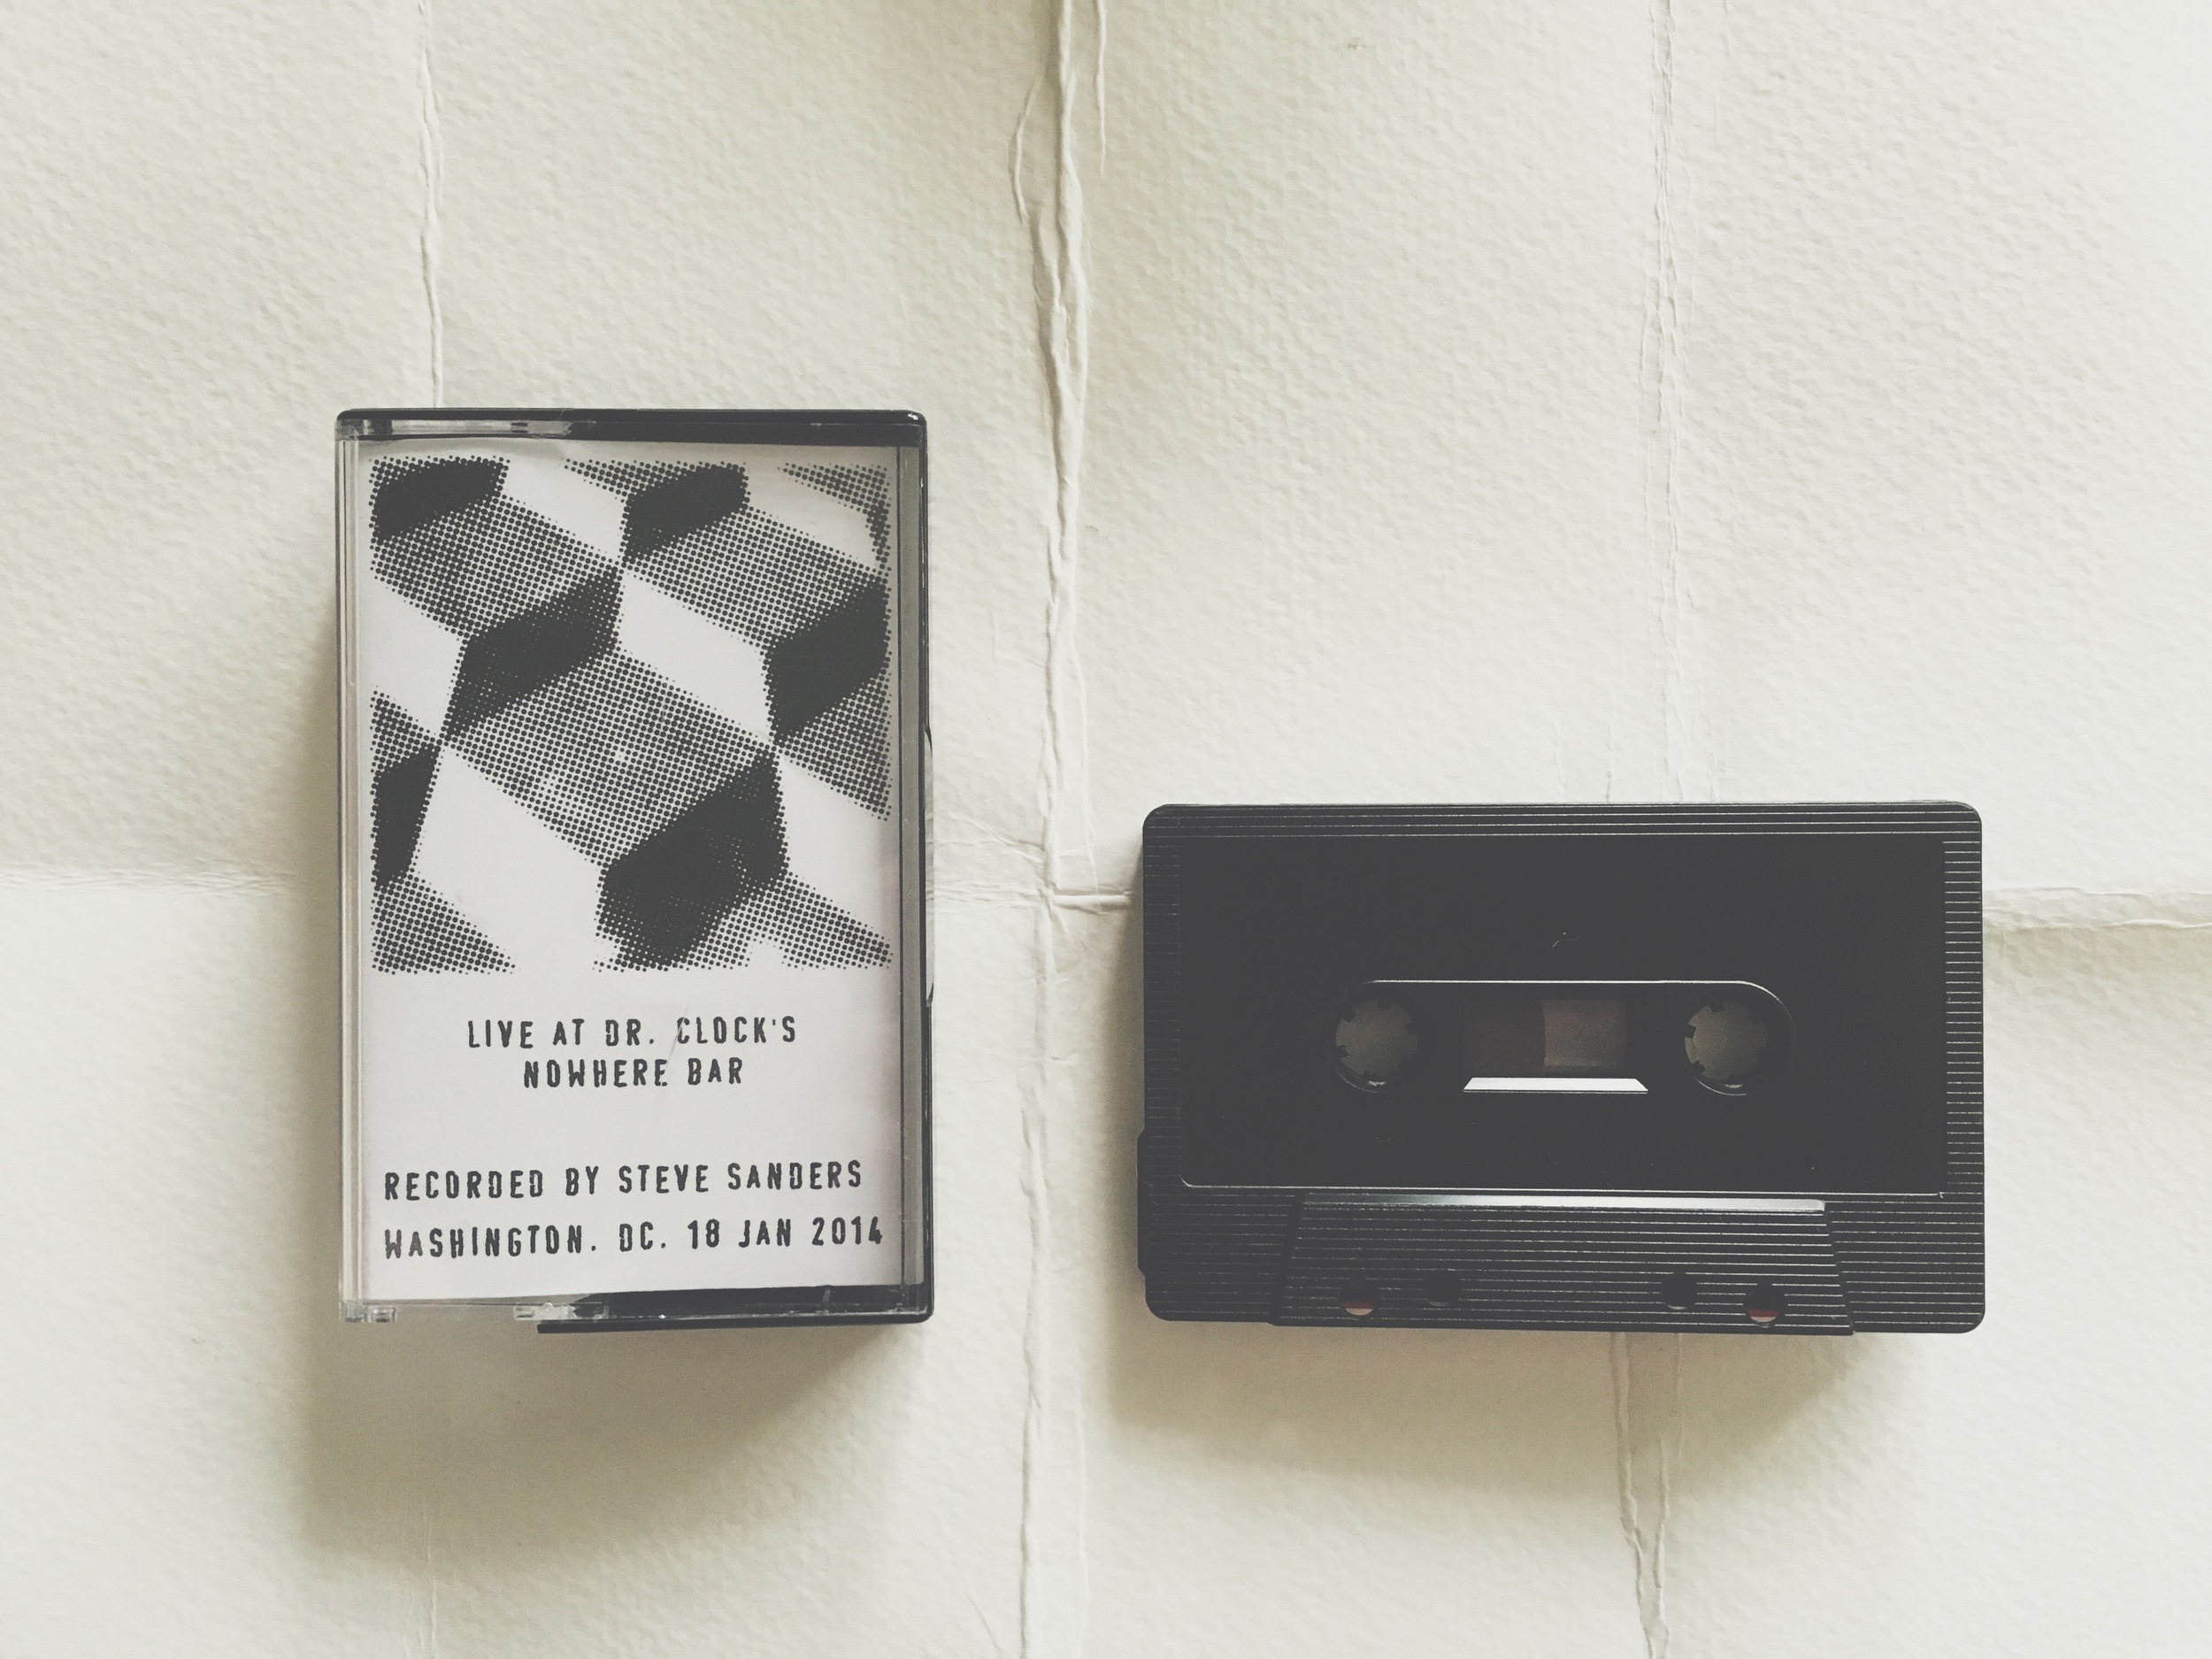 LIVE AT DR. CLOCK'S
NOWHERE BAR
RECORDED BY STEVE SANDERS
WASHINGTON. DC. 18 JAN 2014